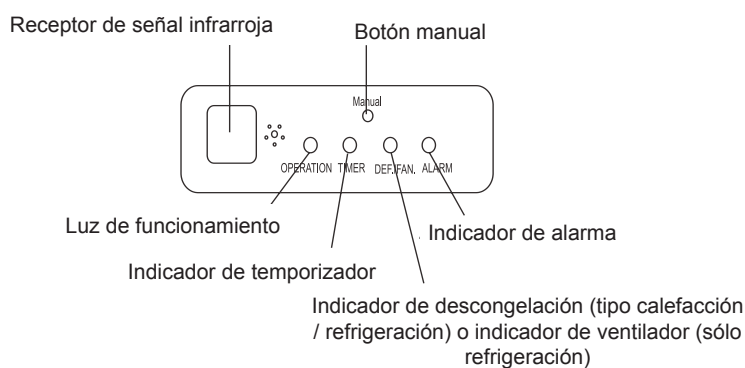 Receptor de señal infrarroja
Botón manual
Manual
OPERATION TIMER DEF./FAN. ALARM
Luz de funcionamiento
Indicador de alarma
Indicador de temporizador
Indicador de descongelación (tipo calefacción
/ refrigeración) o indicador de ventilador (sólo
refrigeración)